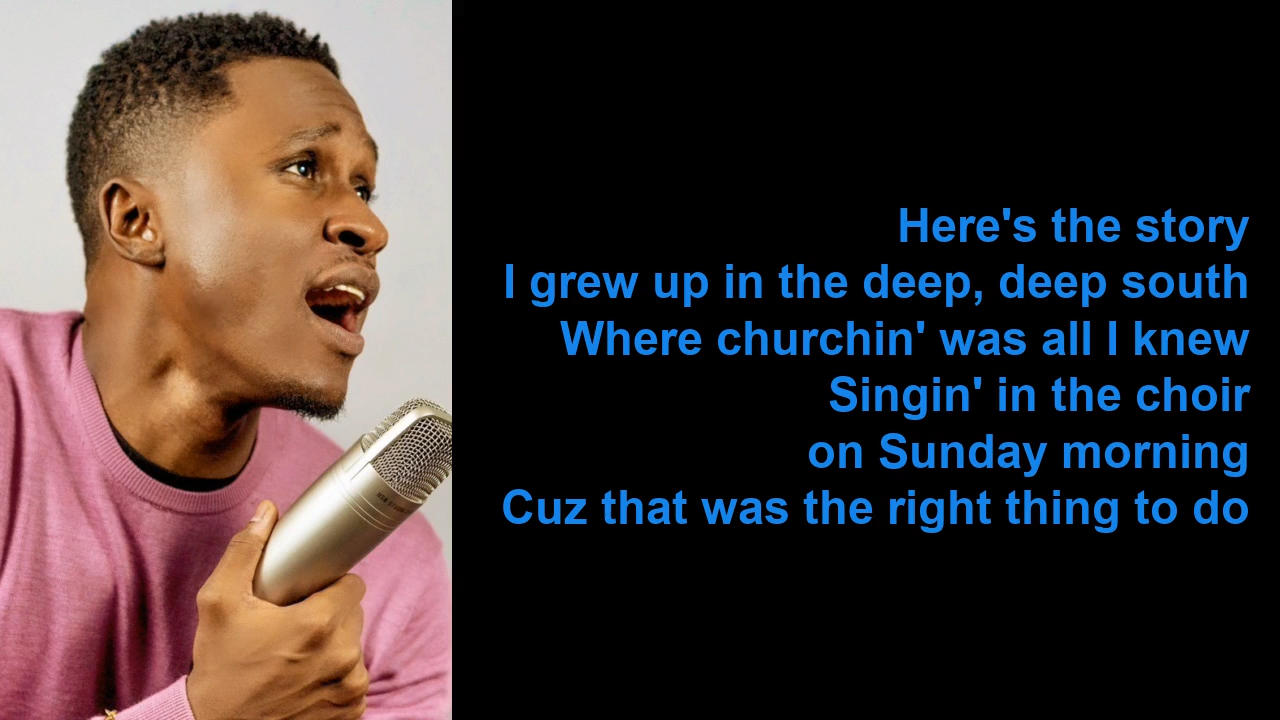 Here's the story
I grew up in the deep, deep south
Where churchin' was all I knew
Singin' in the choir
on Sunday morning
Cuz that was the right thing to do